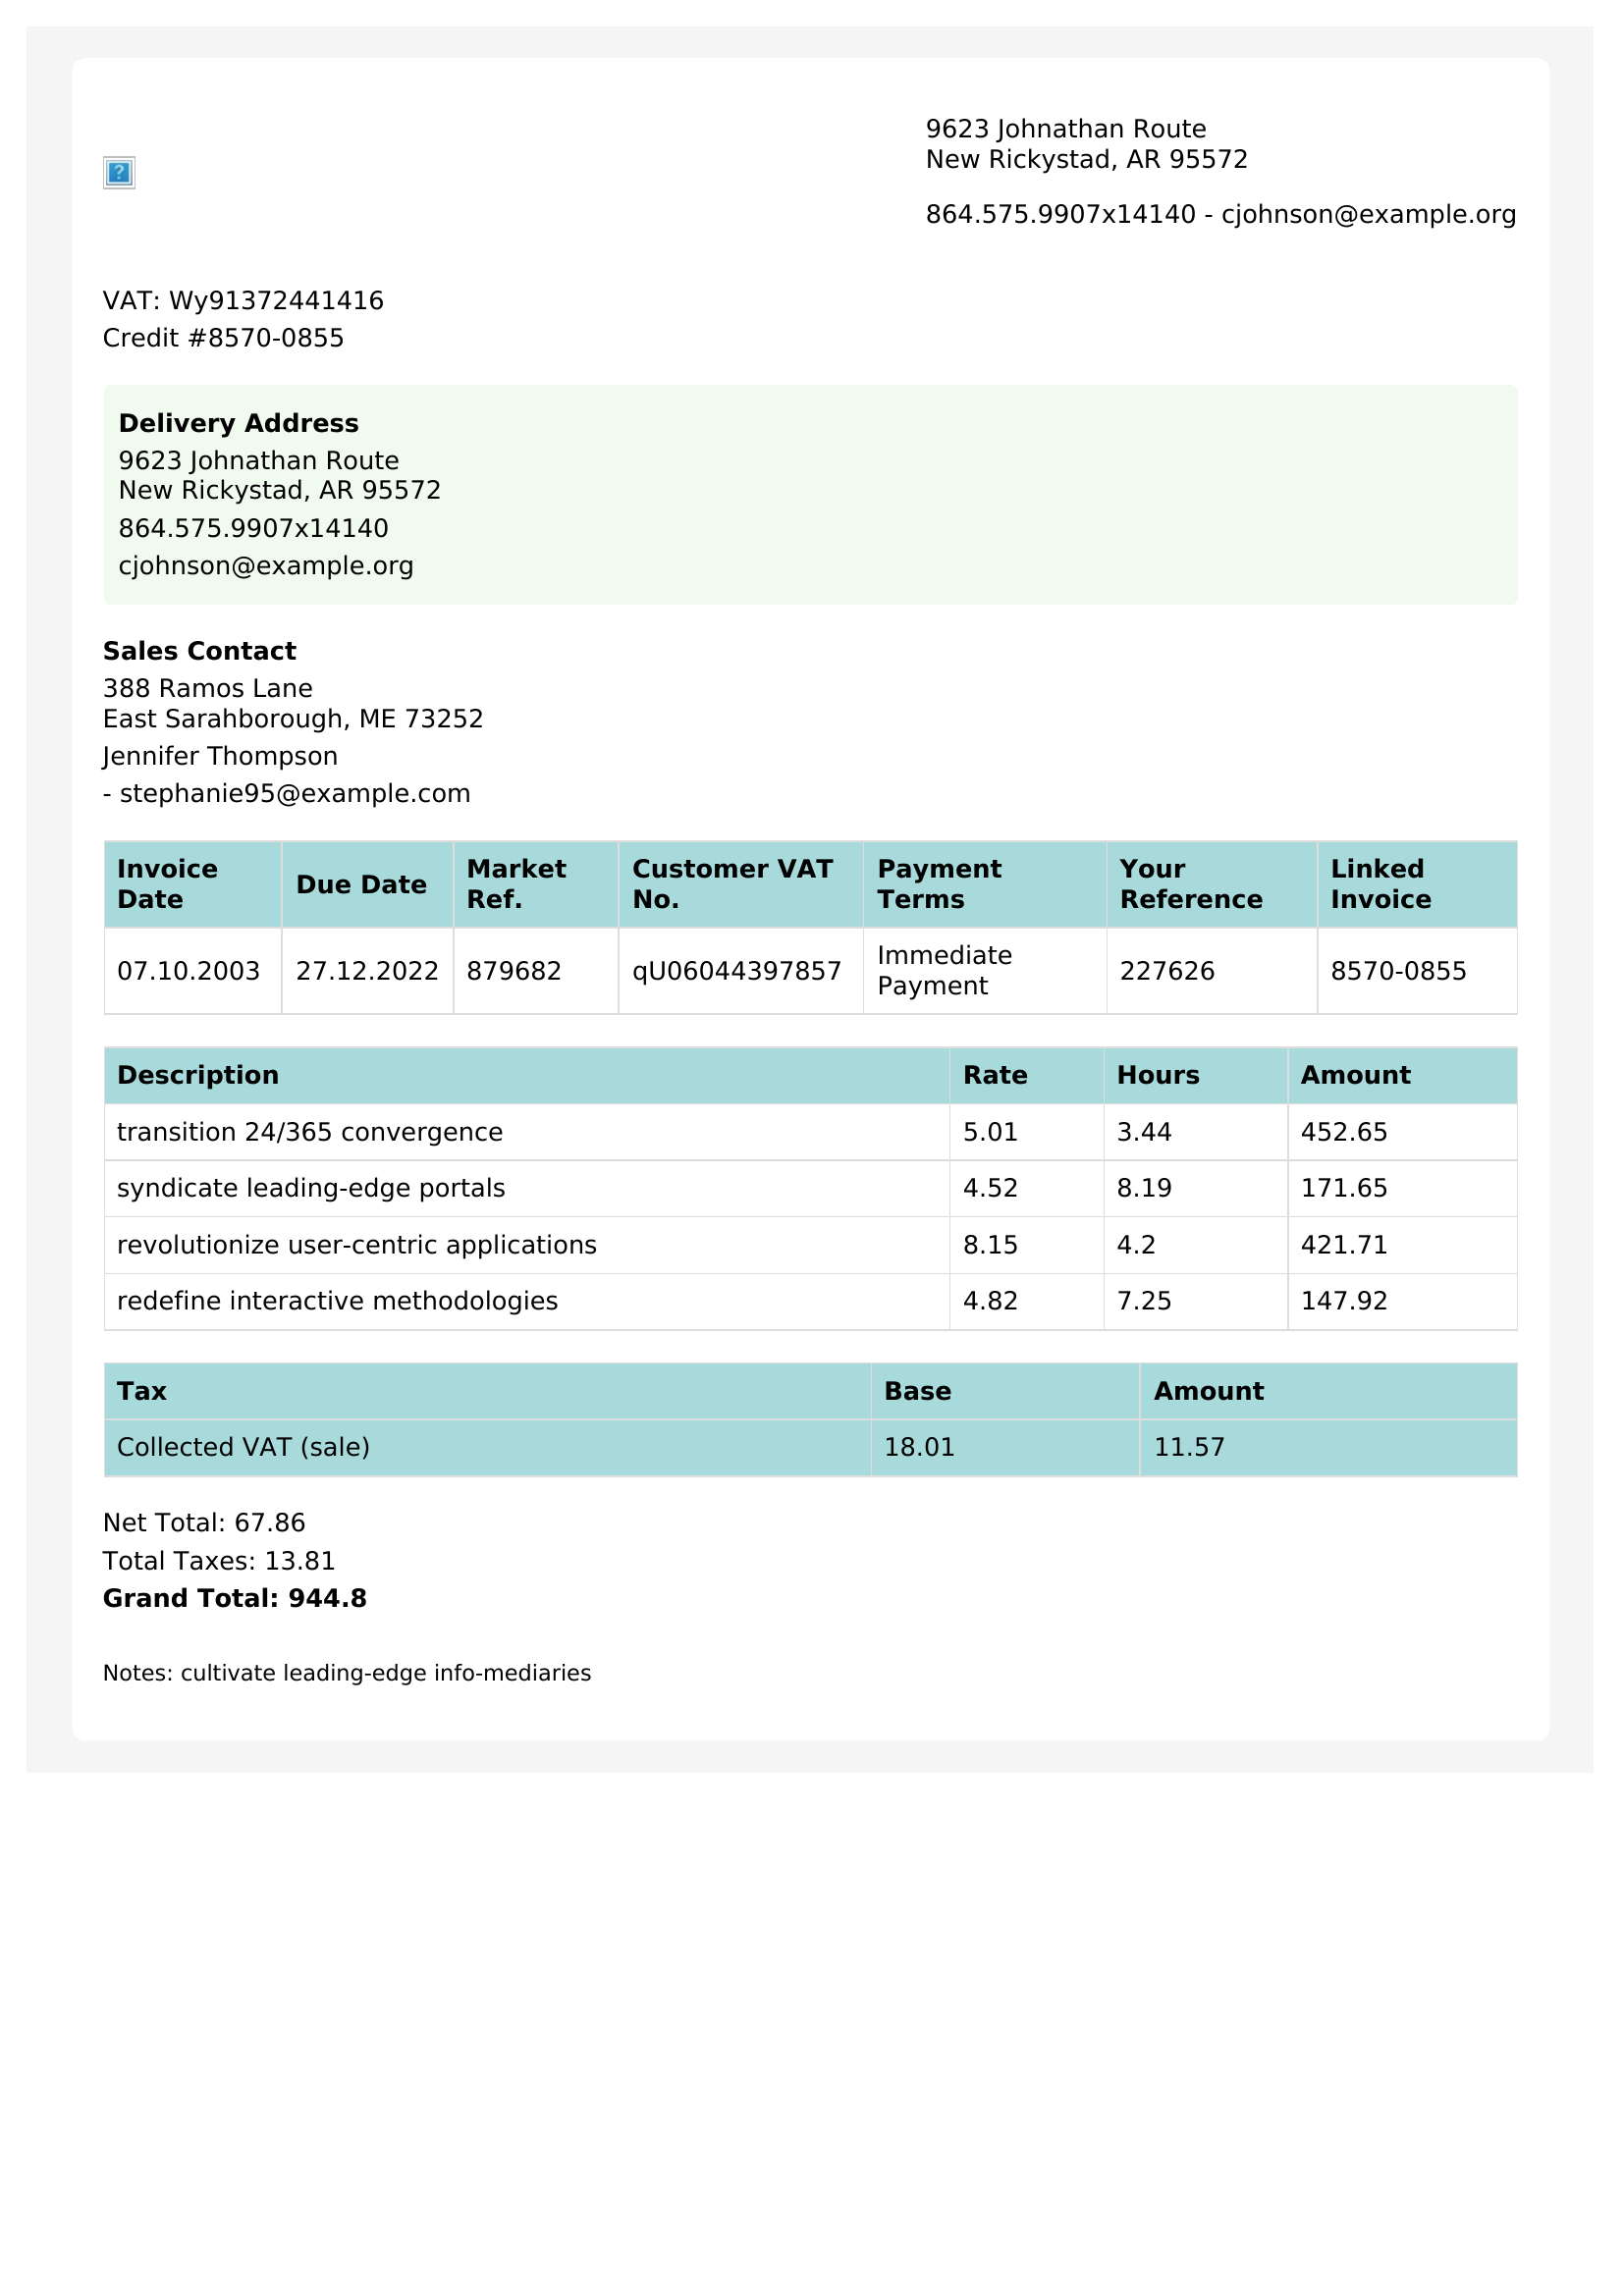 9623 Johnathan Route
New Rickystad, AR 95572
864.575.9907x14140 - cjohnson@example.org
VAT: Wy91372441416
Credit #8570-0855
Delivery Address
9623 Johnathan Route
New Rickystad, AR 95572
864.575.9907x14140
cjohnson@example.org
Sales Contact
388 Ramos Lane
East Sarahborough, ME 73252
Jennifer Thompson
- stephanie95@example.com
Invoice Date Due Date Market Ref. Customer VAT No. Payment Terms Your Reference Linked Invoice
07.10.2003 27.12.2022 879682 qU06044397857 Immediate Payment 227626 8570-0855
Description Rate Hours Amount
transition 24/365 convergence 5.01 3.44 452.65
syndicate leading-edge portals 4.52 8.19 171.65
revolutionize user-centric applications 8.15 4.2 421.71
redefine interactive methodologies 4.82 7.25 147.92
Tax Base Amount
Collected VAT (sale) 18.01 11.57
Net Total: 67.86
Total Taxes: 13.81
Grand Total: 944.8
Notes: cultivate leading-edge info-mediaries